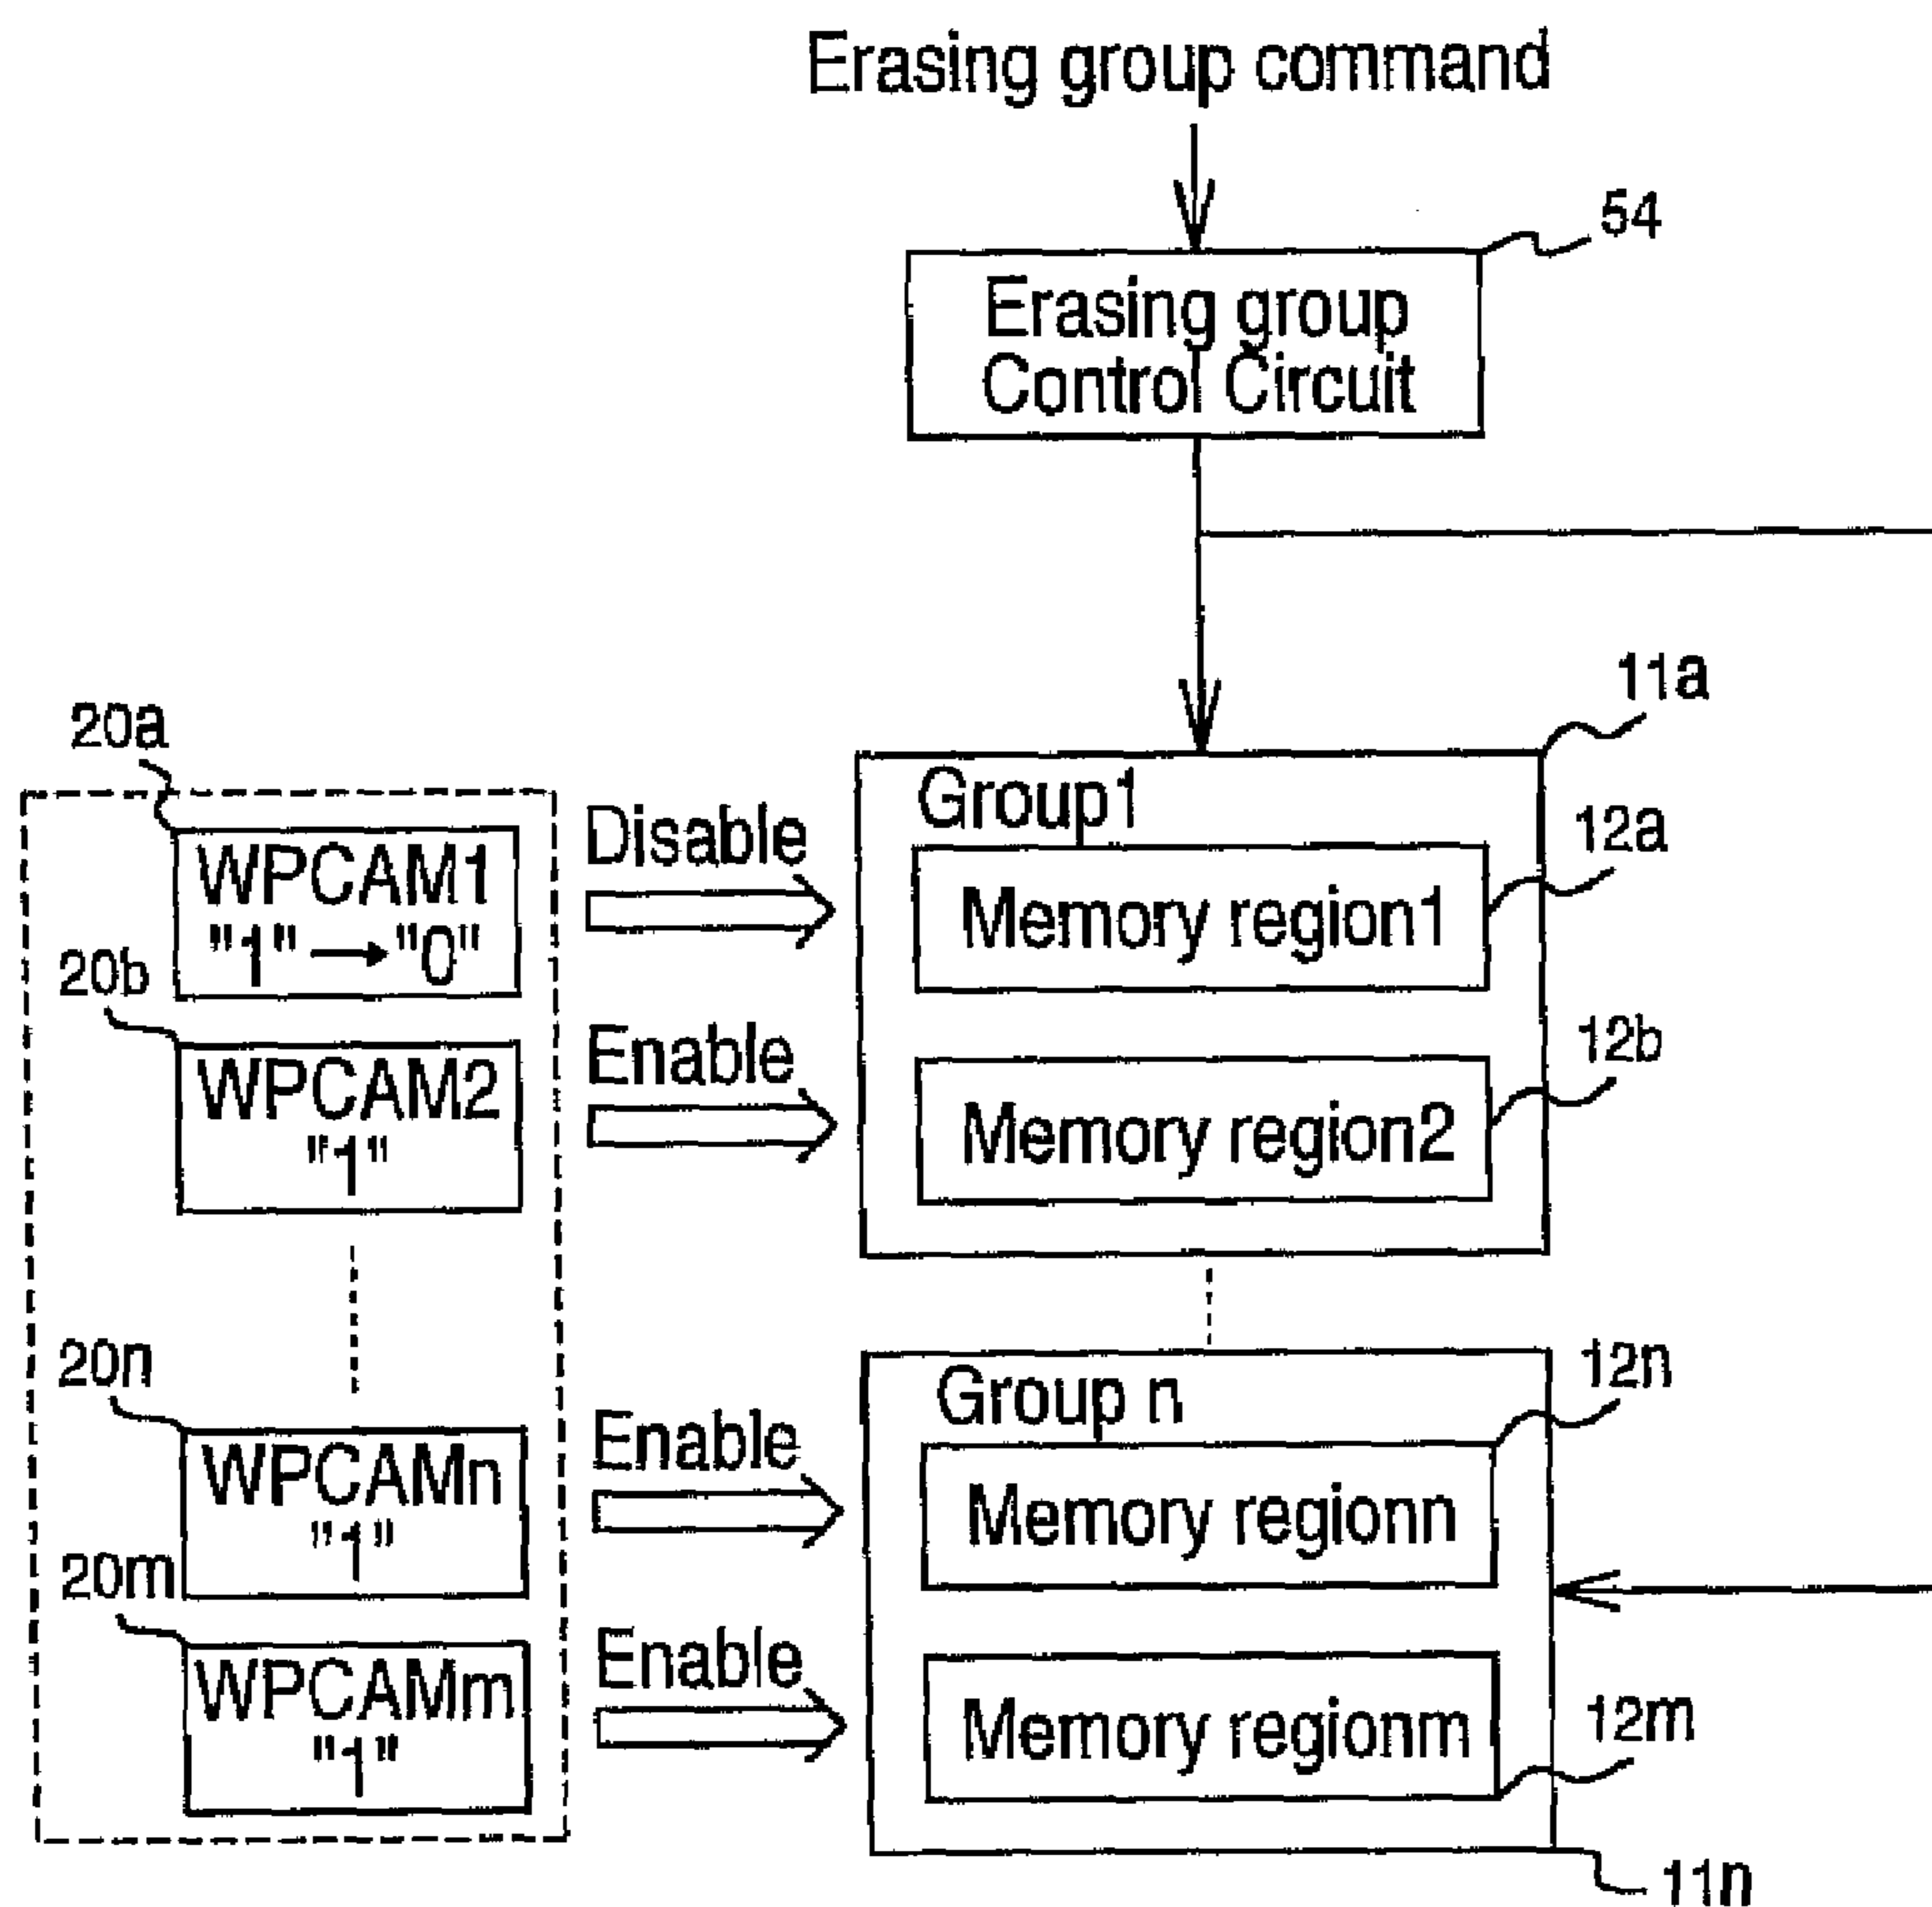 Erasing group command
54
Erasing group
Control Circuit
11a
20a
Group1
Disable
12a
WPCAM1
Memory region1
"1" → "0"
20b
Enable
12b
WPCAM2
Memory region2
"1"
20n
12n
Group n
Enable
WPCAMn
Memory regionn
"1"
20m
Enable
WPCAMm
12m
Memory regionm
"1"
11n